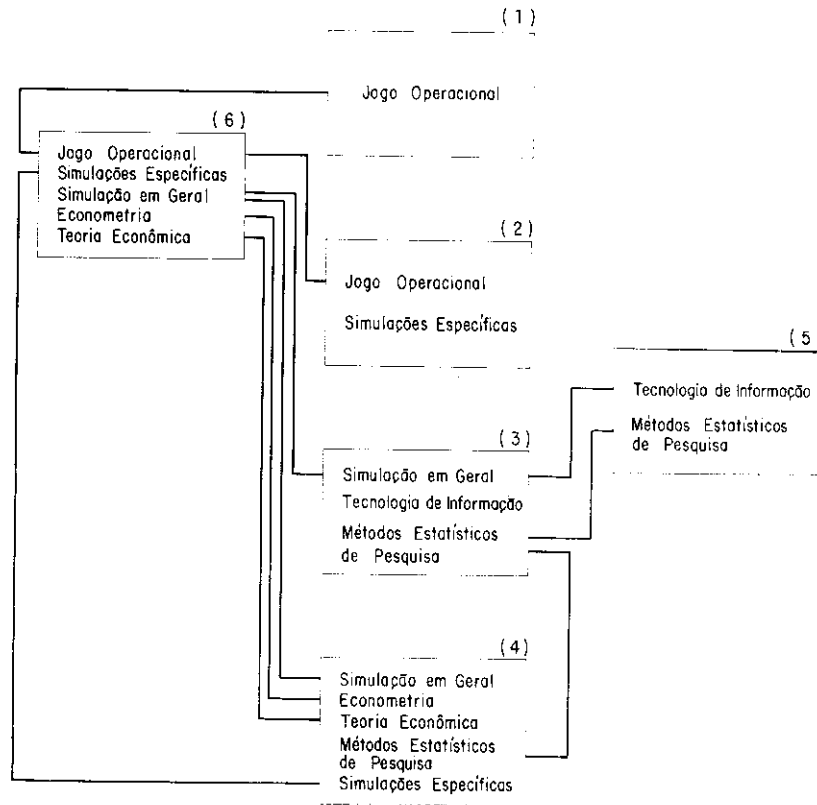 (1)
Jogo Operacional
(6)
Jogo Operacional
Simulações Específicas
Simulação em Geral
Econometria
Teoria Econômica
(2)
Jogo Operacional
Simulações Específicas
(5
Tecnologia de Informação
Métodos Estatísticos
de Pesquisa
(3)
Simulação em Geral
Tecnologia de Informação
Métodos Estatísticos
de Pesquisa
(4)
Simulação em Geral
Econometria
Teoria Econômica
Métodos Estatísticos
de Pesquisa
Simulações Específicas